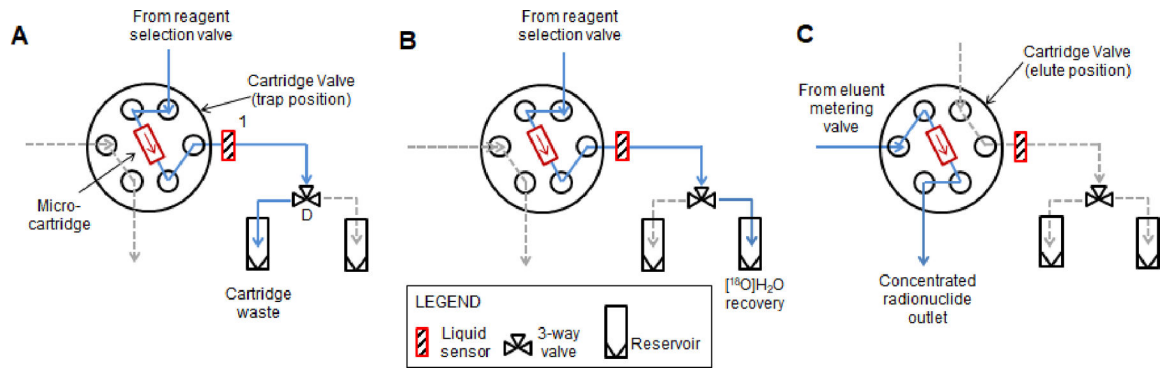 A
From reagent
selection valve
Cartridge Valve
(trap position)
1
Micro-
cartridge
D
Cartridge
waste
B
From reagent
selection valve
[¹⁸O]H₂O
recovery
LEGEND
Liquid
sensor
3-way
valve
Reservoir
C
Cartridge Valve
(elute position)
From eluent
metering
valve
Concentrated
radionuclide
outlet